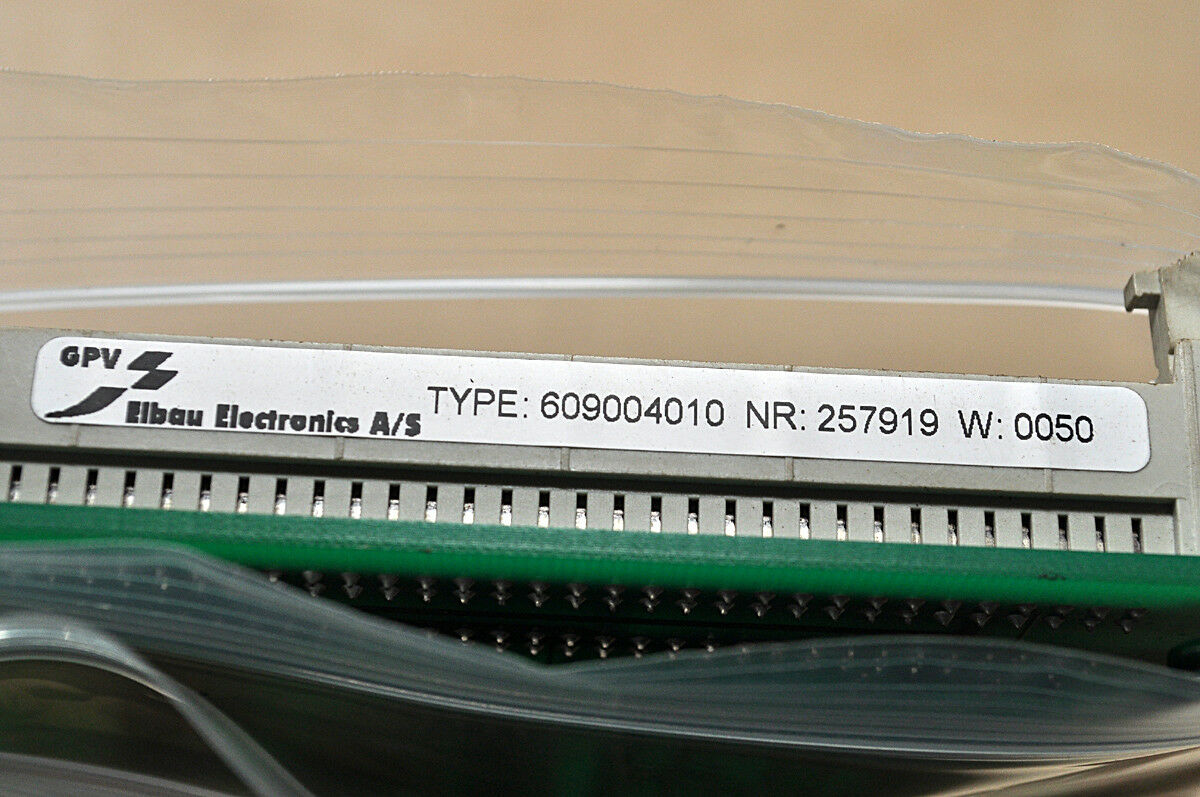 GPV
Elbau Electronics A/S
TYPE: 609004010 NR: 257919 W: 0050